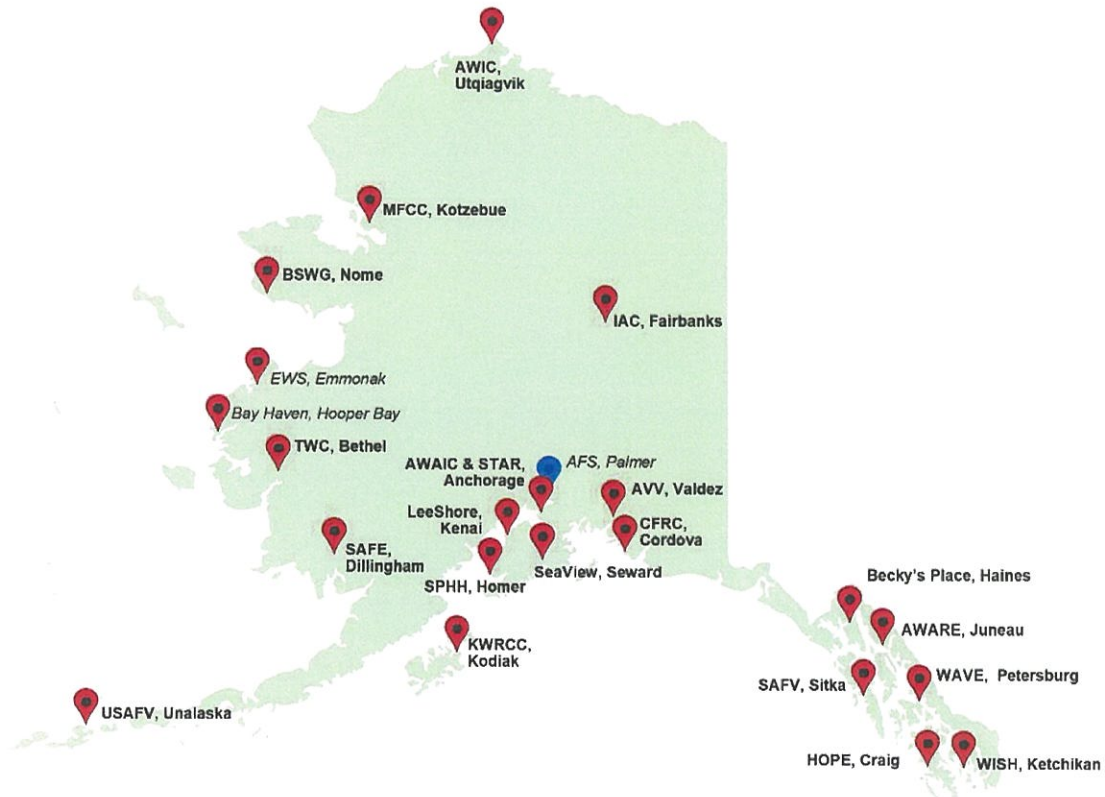 AWIC,
Utqiagvik
MFCC, Kotzebue
BSWG, Nome
IAC, Fairbanks
EWS, Emmonak
Bay Haven, Hooper Bay
TWC, Bethel
AWAIC & STAR,
Anchorage
AFS, Palmer
AVV, Valdez
LeeShore,
Kenai
CFRC,
Cordova
SAFE,
Dillingham
SeaView, Seward
SPHH, Homer
Becky's Place, Haines
AWARE, Juneau
KWRCC,
Kodiak
SAFV, Sitka
WAVE, Petersburg
USAFV, Unalaska
HOPE, Craig
WISH, Ketchikan